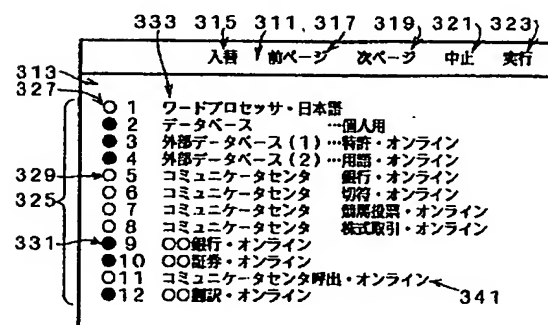 333 315 311, 317 319 321 323
入替 前ページ 次ページ 中止 実行
313
327
○ 1 ワードプロセッサ・日本語
● 2 データベース …個人用
● 3 外部データベース(1)…特許・オンライン
● 4 外部データベース(2)…用語・オンライン
329 ○ 5 コミュニケータセンタ 銀行・オンライン
325 ○ 6 コミュニケータセンタ 切符・オンライン
○ 7 コミュニケータセンタ 競馬投票・オンライン
○ 8 コミュニケータセンタ 株式取引・オンライン
331 ● 9 ○○銀行・オンライン
●10 ○○証券・オンライン
○11 コミュニケータセンタ呼出・オンライン
●12 ○○翻訳・オンライン 341